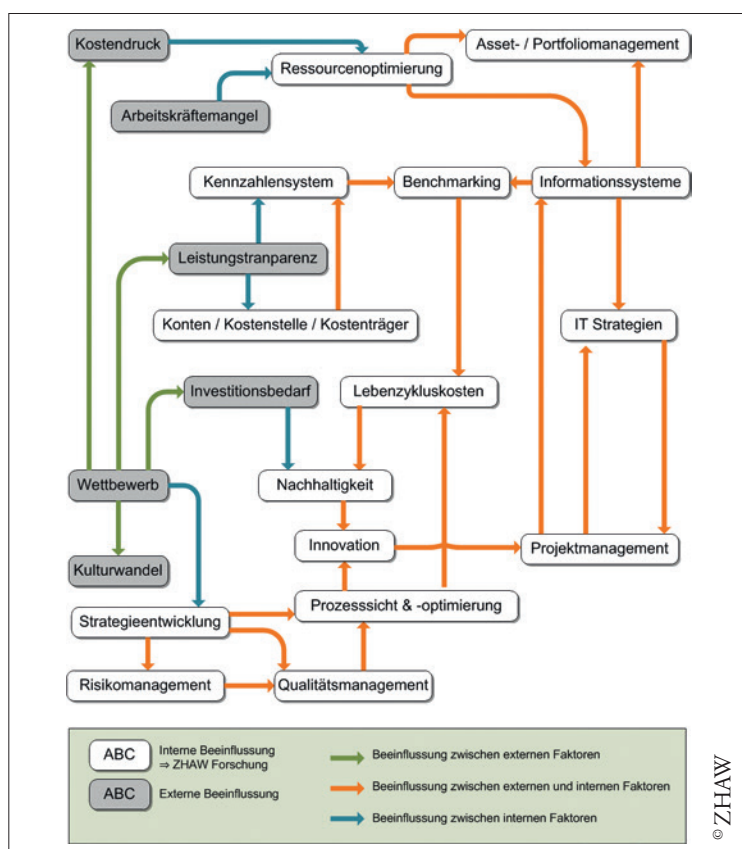 Kostendruck
Asset- / Portfoliomanagement
Ressourcenoptimierung
Arbeitskräftemangel
Kennzahlensystem
Benchmarking
Informationssysteme
Leistungstranparenz
Konten / Kostenstelle / Kostenträger
IT Strategien
Investitionsbedarf
Lebenzykluskosten
Wettbewerb
Nachhaltigkeit
Innovation
Projektmanagement
Kulturwandel
Prozesssicht & -optimierung
Strategieentwicklung
Risikomanagement
Qualitätsmanagement
ABC
Interne Beeinflussung
⇒ ZHAW Forschung
ABC
Externe Beeinflussung
Beeinflussung zwischen externen Faktoren
Beeinflussung zwischen externen und internen Faktoren
Beeinflussung zwischen internen Faktoren
© ZHAW